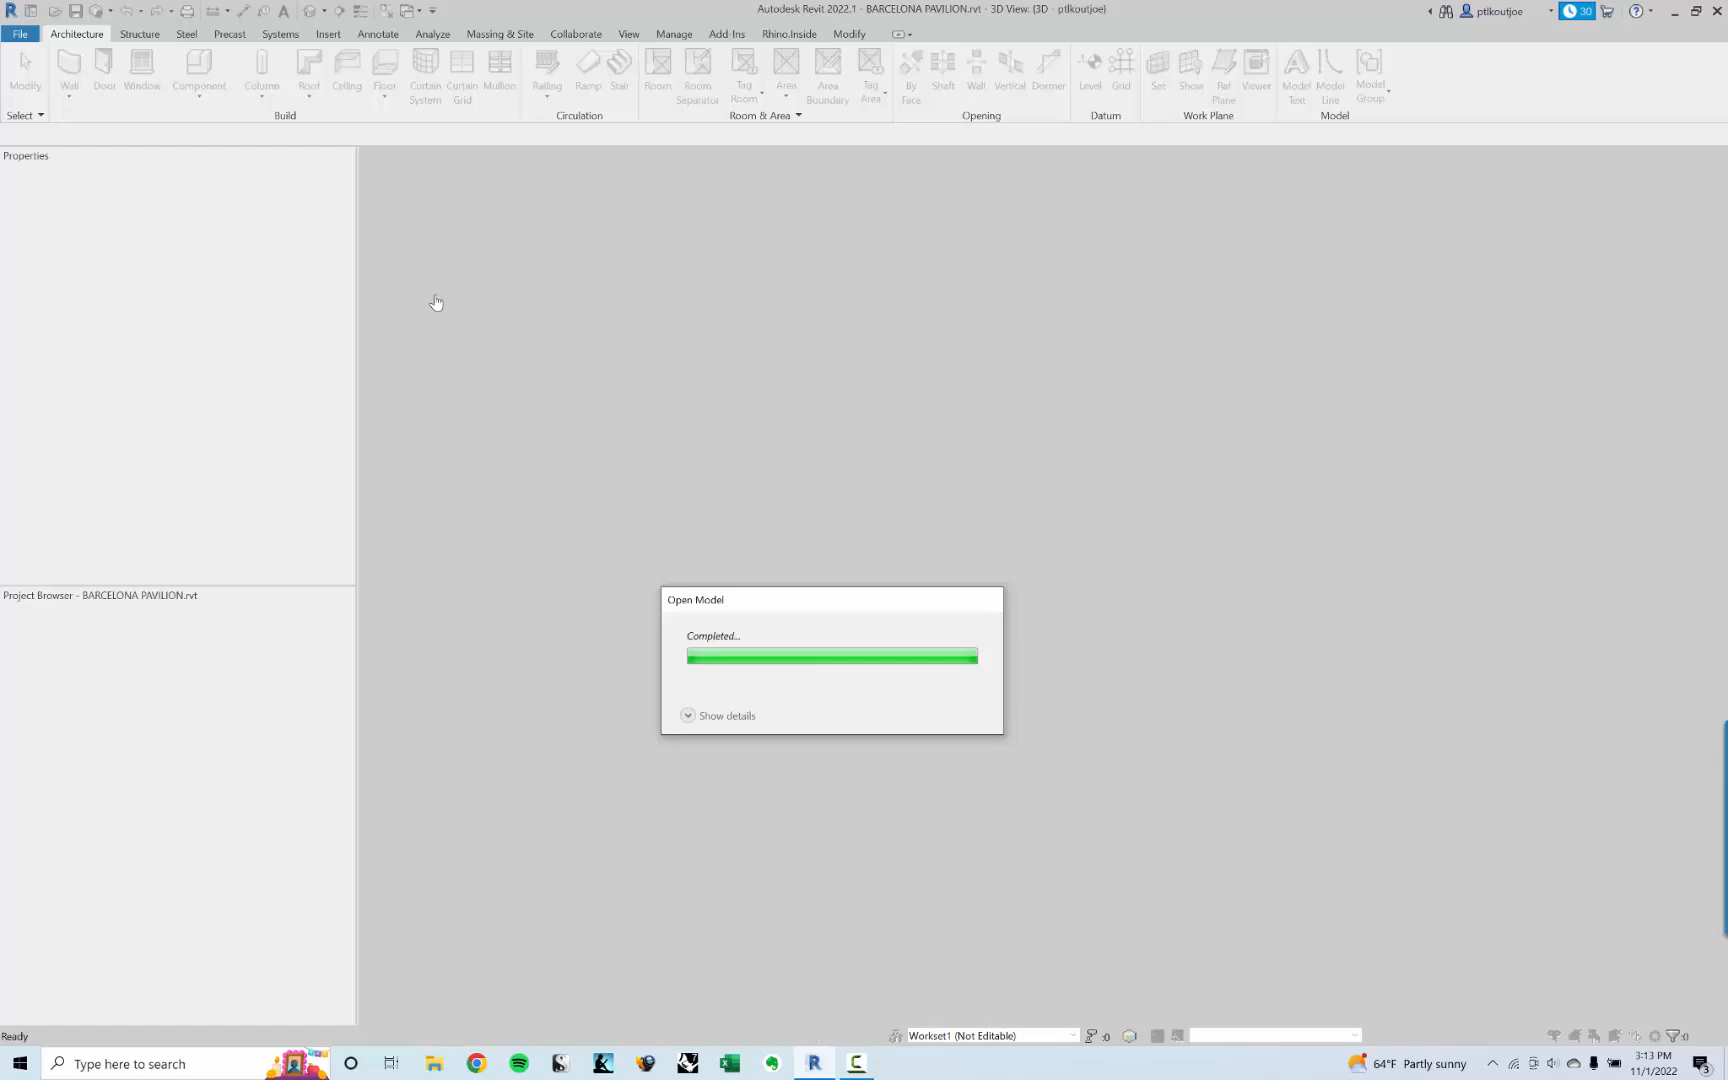 Autodesk Revit 2022.1 - BARCELONA PAVILION.rvt - 3D View: {3D - ptlkoutjoe}
ptlkoutjoe
30
File Architecture Structure Steel Precast Systems Insert Annotate Analyze Massing & Site Collaborate View Manage Add-Ins Rhino.Inside Modify
Modify Wall Door Window Component Column Roof Ceiling Floor Curtain System Curtain Grid Mullion Railing Ramp Stair Room Room Separator Tag Room Area Area Boundary Tag Area By Face Shaft Wall Vertical Dormer Level Grid Set Show Ref Plane Viewer Model Text Model Line Model Group
Select Build Circulation Room & Area Opening Datum Work Plane Model
Properties
Project Browser - BARCELONA PAVILION.rvt
Open Model
Completed...
Show details
Ready
Workset1 (Not Editable)
:0
:0
Type here to search
64°F Partly sunny
3:13 PM
11/1/2022
3